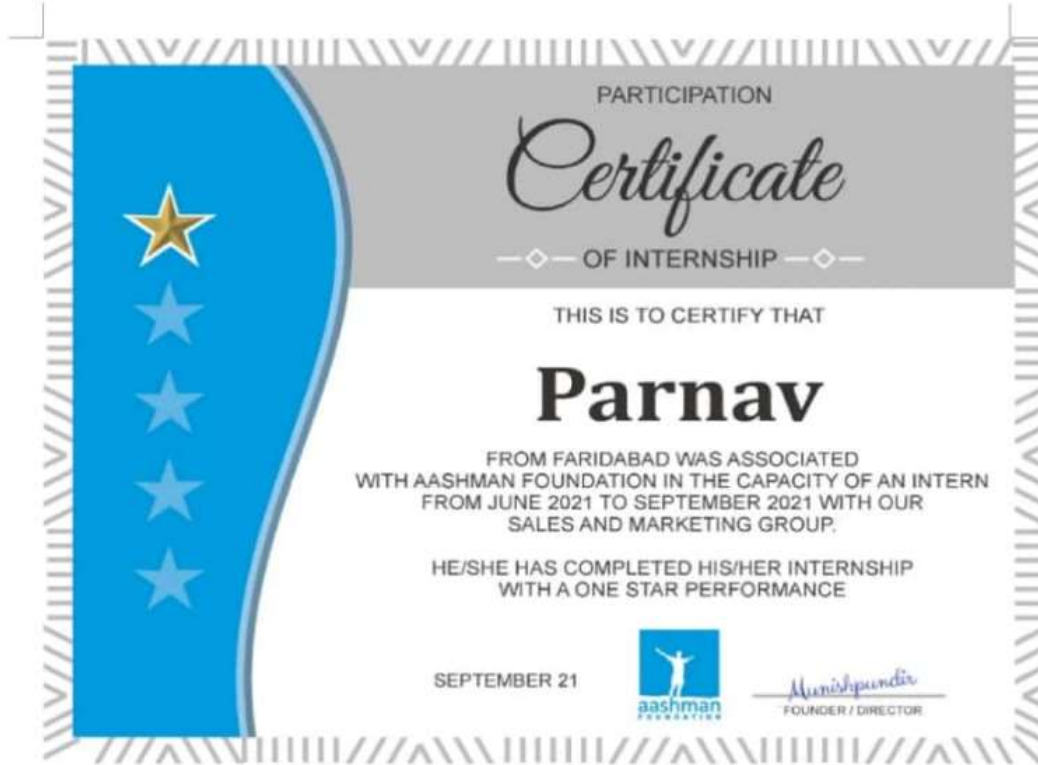 PARTICIPATION
Certificate
OF INTERNSHIP
THIS IS TO CERTIFY THAT
Parnav
FROM FARIDABAD WAS ASSOCIATED
WITH AASHMAN FOUNDATION IN THE CAPACITY OF AN INTERN
FROM JUNE 2021 TO SEPTEMBER 2021 WITH OUR
SALES AND MARKETING GROUP.
HE/SHE HAS COMPLETED HIS/HER INTERNSHIP
WITH A ONE STAR PERFORMANCE
SEPTEMBER 21
aashman
FOUNDATION
Munishpundir
FOUNDER / DIRECTOR